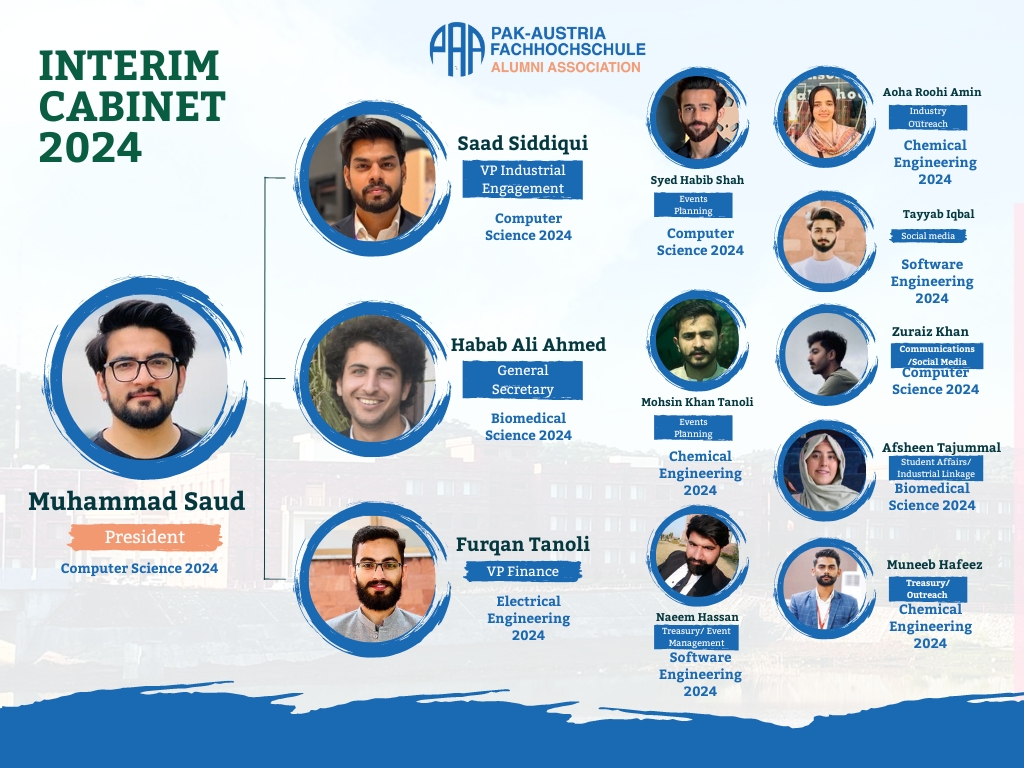 INTERIM
CABINET
2024
PAA
PAK-AUSTRIA
FACHHOCHSCHULE
ALUMNI ASSOCIATION
Muhammad Saud
President
Computer Science 2024
Saad Siddiqui
VP Industrial
Engagement
Computer
Science 2024
Habab Ali Ahmed
General
Secretary
Biomedical
Science 2024
Furqan Tanoli
VP Finance
Electrical
Engineering
2024
Syed Habib Shah
Events
Planning
Computer
Science 2024
Mohsin Khan Tanoli
Events
Planning
Chemical
Engineering
2024
Naeem Hassan
Treasury/ Event
Management
Software
Engineering
2024
Aoha Roohi Amin
Industry
Outreach
Chemical
Engineering
2024
Tayyab Iqbal
Social media
Software
Engineering
2024
Zuraiz Khan
Communications
/Social Media
Computer
Science 2024
Afsheen Tajummal
Student Affairs/
Industrial Linkage
Biomedical
Science 2024
Muneeb Hafeez
Treasury/
Outreach
Chemical
Engineering
2024